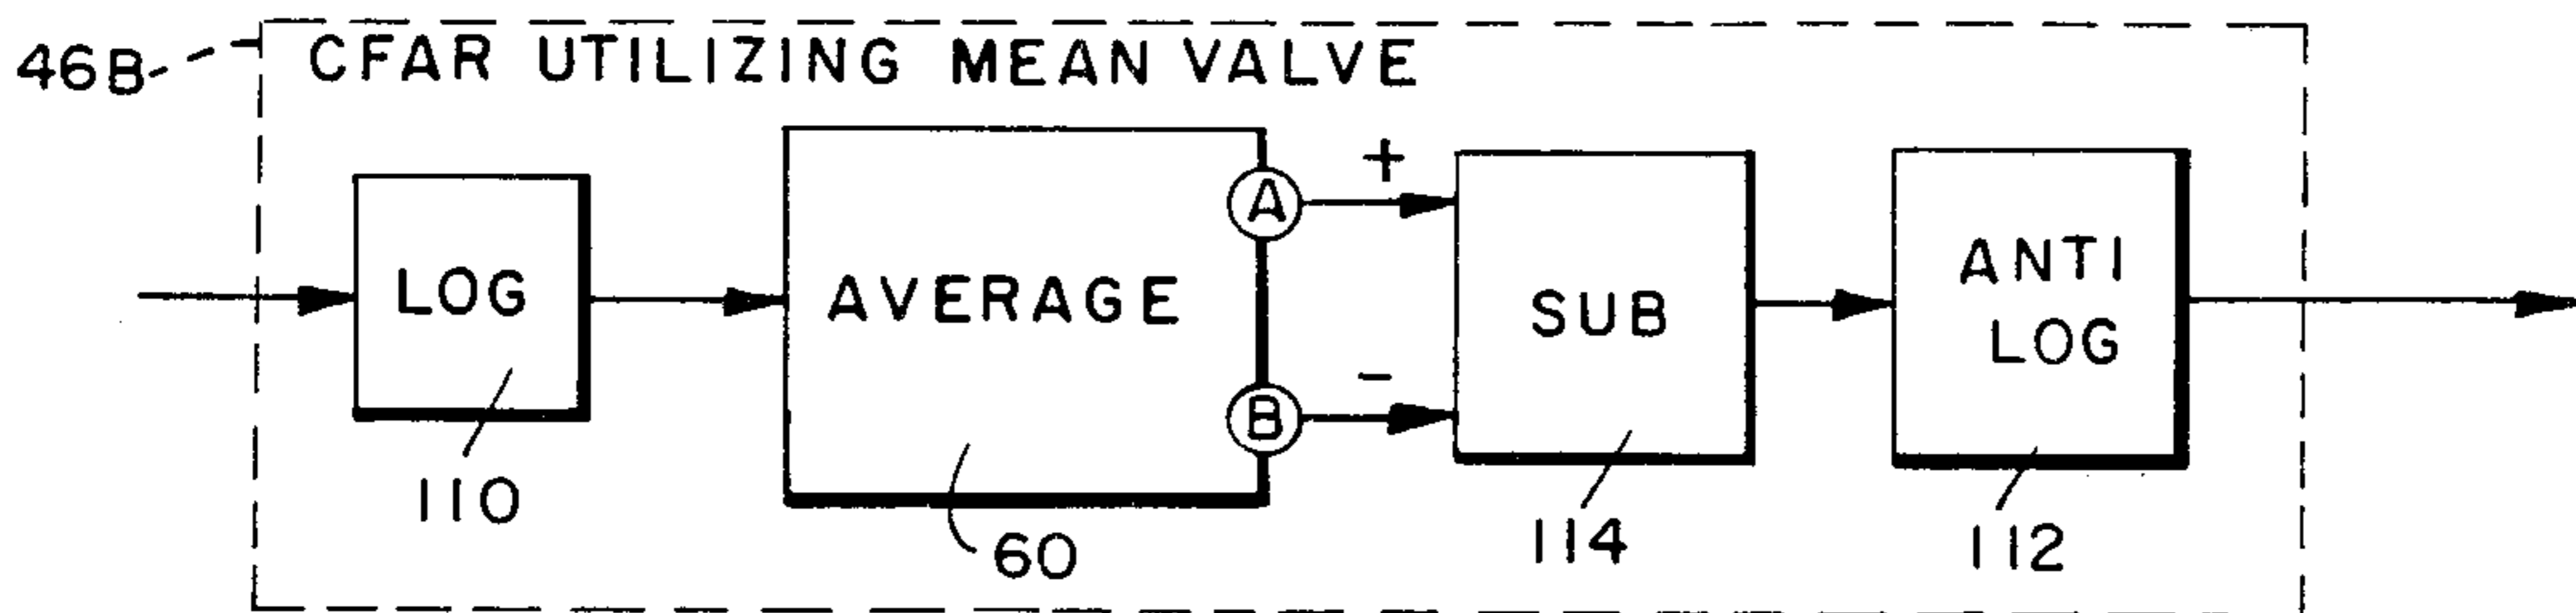 46B
CFAR UTILIZING MEAN VALVE
LOG
110
AVERAGE
60
A
B
+
-
SUB
114
ANTI
LOG
112